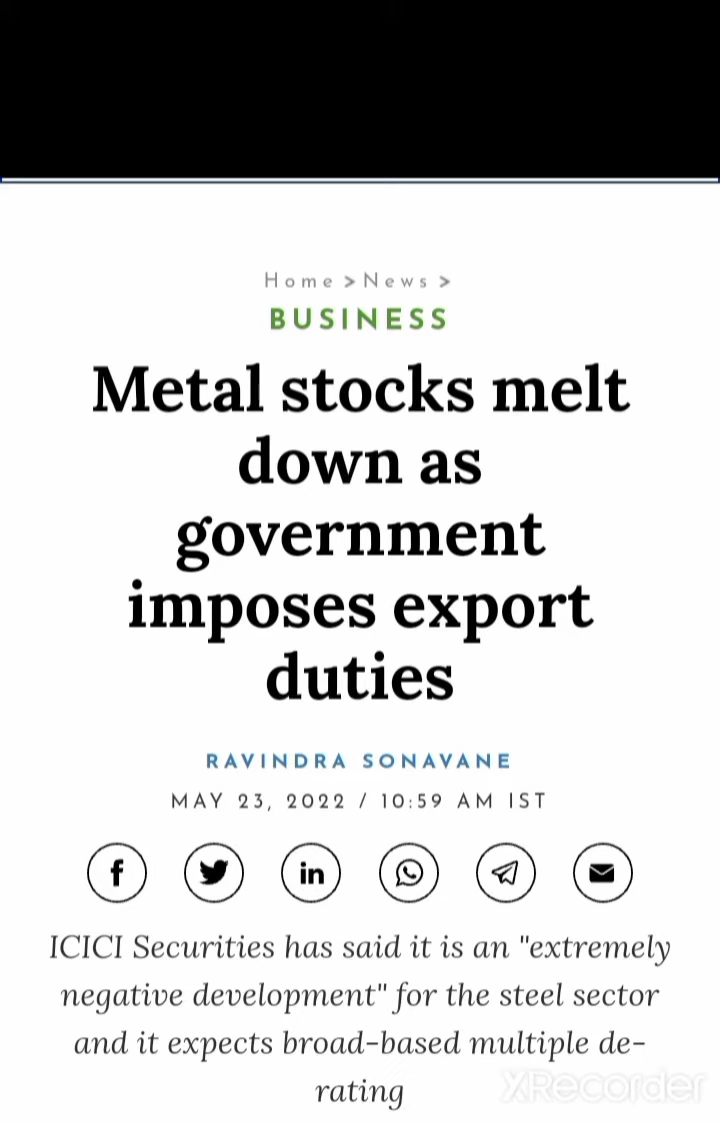 Home > News >
BUSINESS
Metal stocks melt
down as
government
imposes export
duties
RAVINDRA SONAVANE
MAY 23, 2022 / 10:59 AM IST
ICICI Securities has said it is an "extremely
negative development" for the steel sector
and it expects broad-based multiple de-
rating
XRecorder